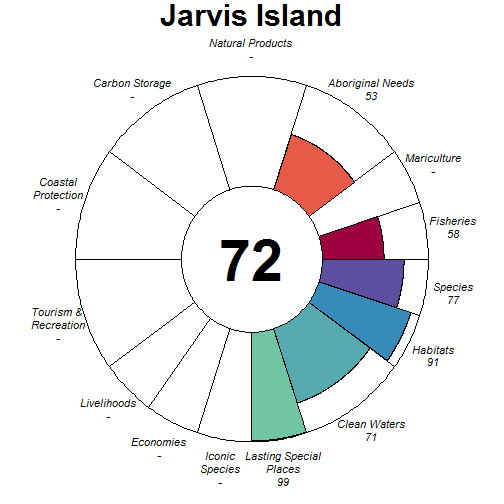 Jarvis Island
Natural Products
-
Carbon Storage
-
Aboriginal Needs
53
Mariculture
-
Coastal
Protection
-
Fisheries
58
72
Species
77
Tourism &
Recreation
-
Habitats
91
Livelihoods
-
Clean Waters
71
Economies
-
Iconic
Species
-
Lasting Special
Places
99